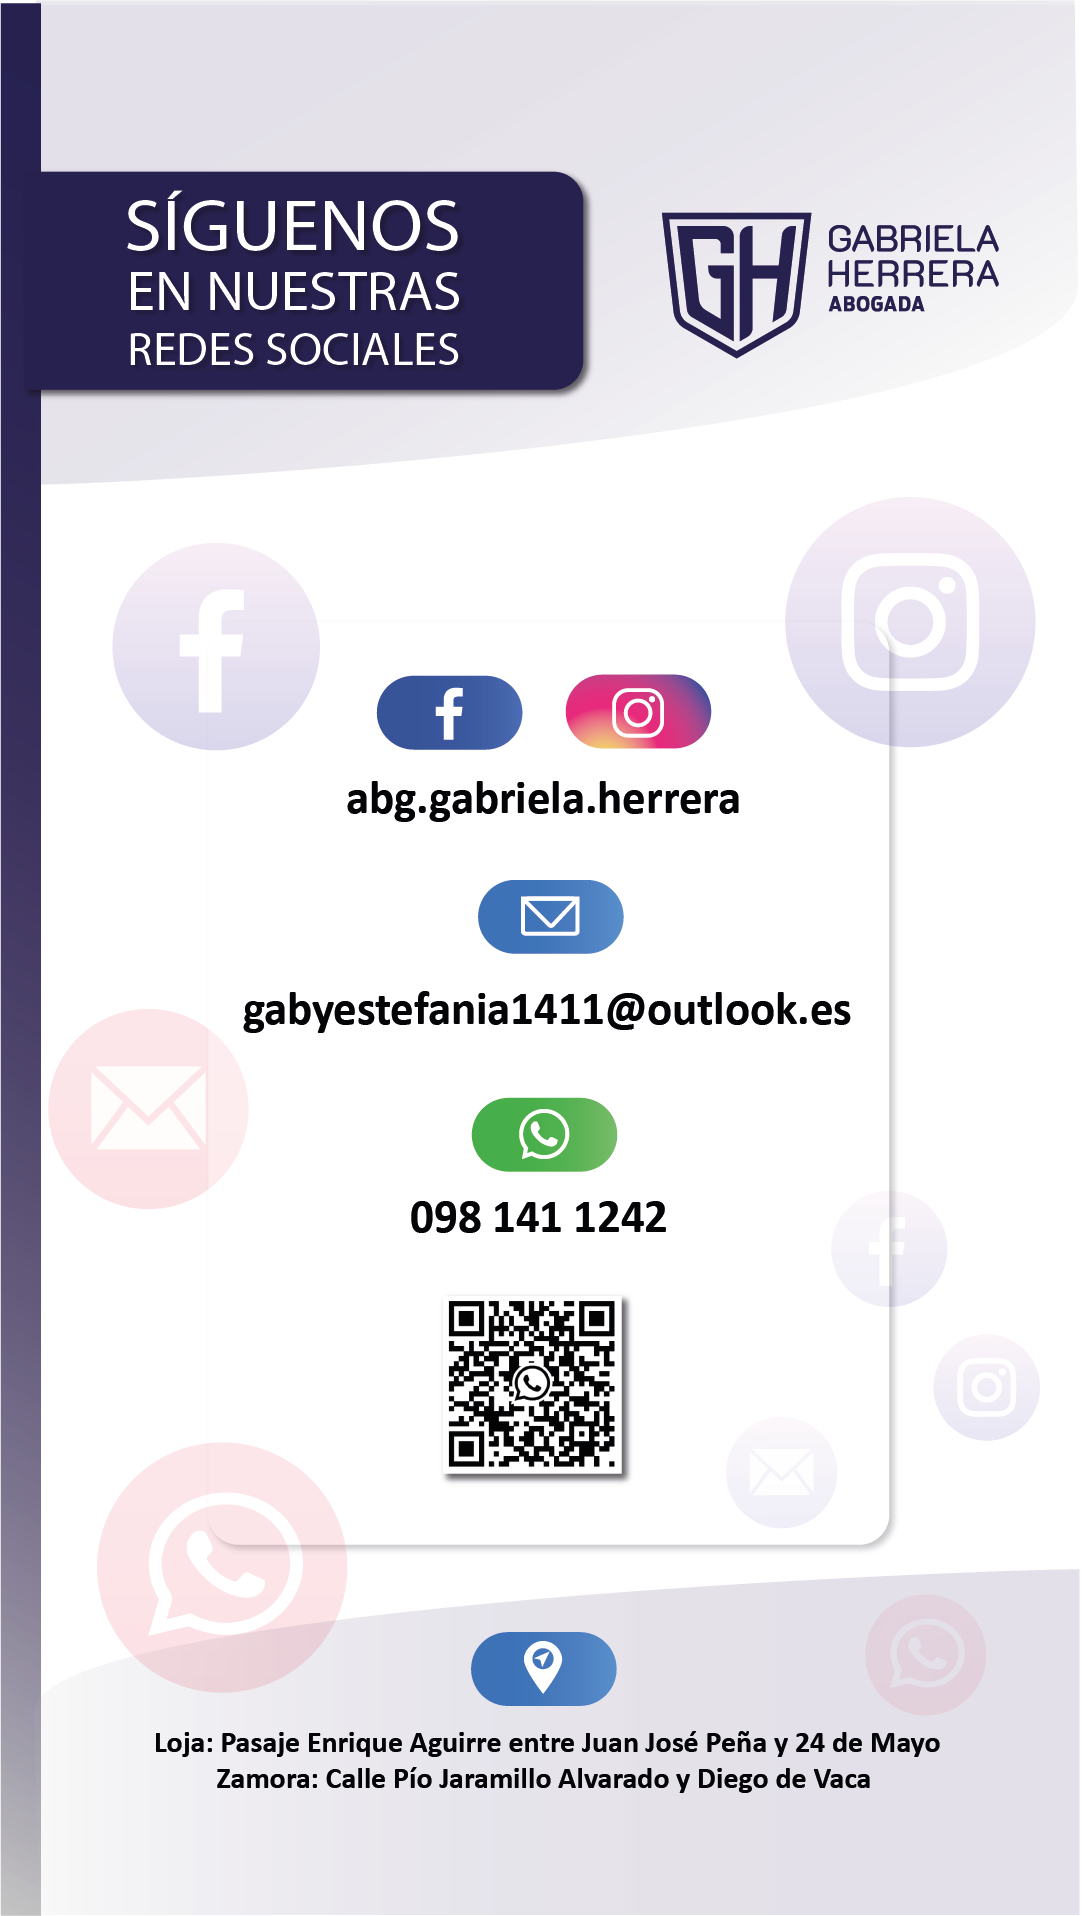 SÍGUENOS
EN NUESTRAS
REDES SOCIALES
GH
GABRIELA
HERRERA
ABOGADA
abg.gabriela.herrera
gabyestefania1411@outlook.es
098 141 1242
Loja: Pasaje Enrique Aguirre entre Juan José Peña y 24 de Mayo
Zamora: Calle Pío Jaramillo Alvarado y Diego de Vaca